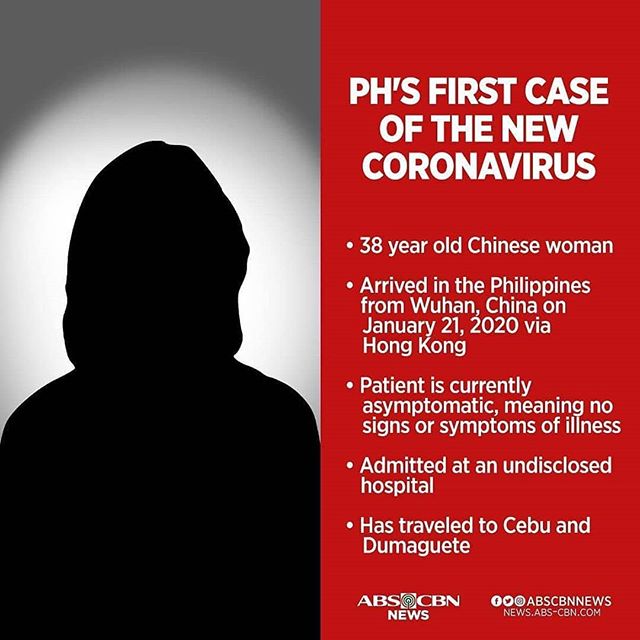 PH'S FIRST CASE
OF THE NEW
CORONAVIRUS
• 38 year old Chinese woman
• Arrived in the Philippines
from Wuhan, China on
January 21, 2020 via
Hong Kong
• Patient is currently
asymptomatic, meaning no
signs or symptoms of illness
• Admitted at an undisclosed
hospital
• Has traveled to Cebu and
Dumaguete
ABS CBN
NEWS
ABSCBNNEWS
NEWS.ABS-CBN.COM